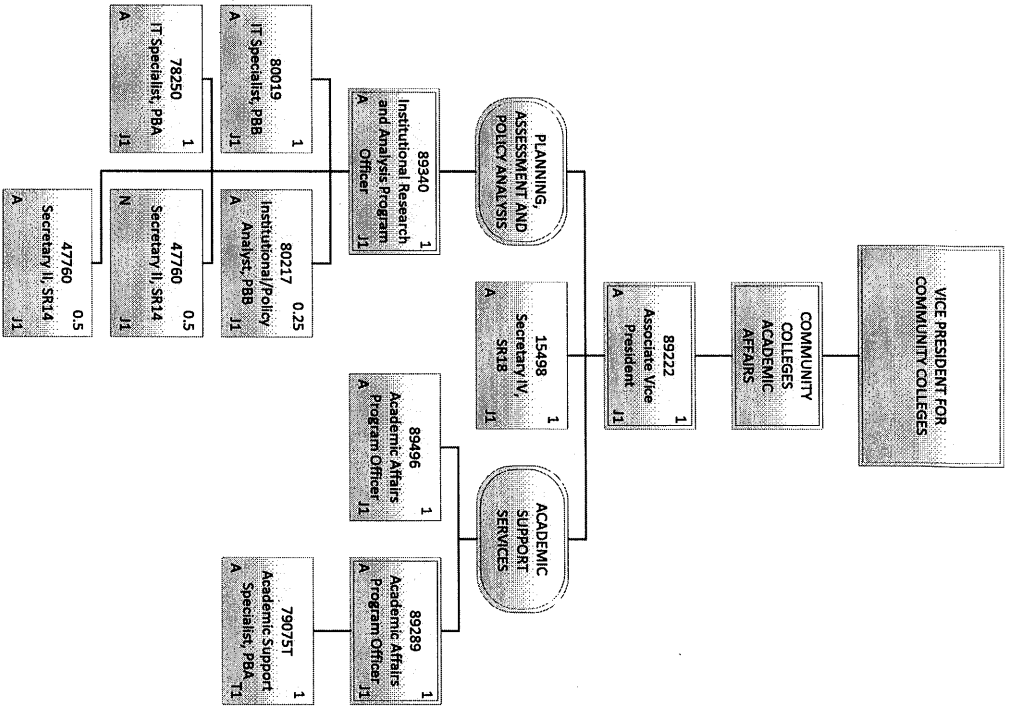 VICE PRESIDENT FOR
COMMUNITY COLLEGES
COMMUNITY
COLLEGES
ACADEMIC
AFFAIRS
1
89222
Associate Vice
President
A J1
PLANNING,
ASSESSMENT AND
POLICY ANALYSIS
1
15498
Secretary IV,
SR18
A J1
ACADEMIC
SUPPORT
SERVICES
1
89340
Institutional Research
and Analysis Program
Officer
A J1
1
89496
Academic Affairs
Program Officer
A J1
1
89289
Academic Affairs
Program Officer
A J1
1
80019
IT Specialist, PBB
A J1
0.25
80217
Institutional/Policy
Analyst, PBB
A J1
1
79075T
Academic Support
Specialist, PBA
A T1
1
78250
IT Specialist, PBA
A J1
0.5
47760
Secretary II, SR14
N J1
0.5
47760
Secretary II, SR14
A J1